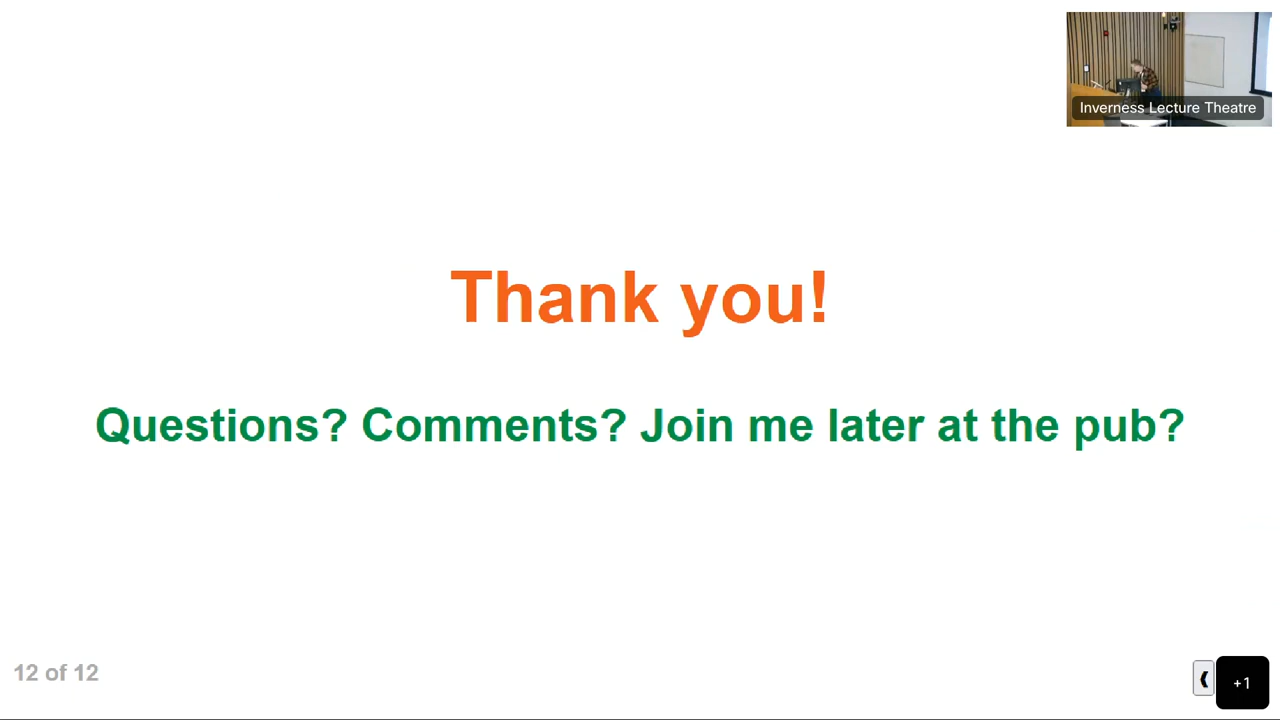 Inverness Lecture Theatre
Thank you!
Questions? Comments? Join me later at the pub?
12 of 12
+1